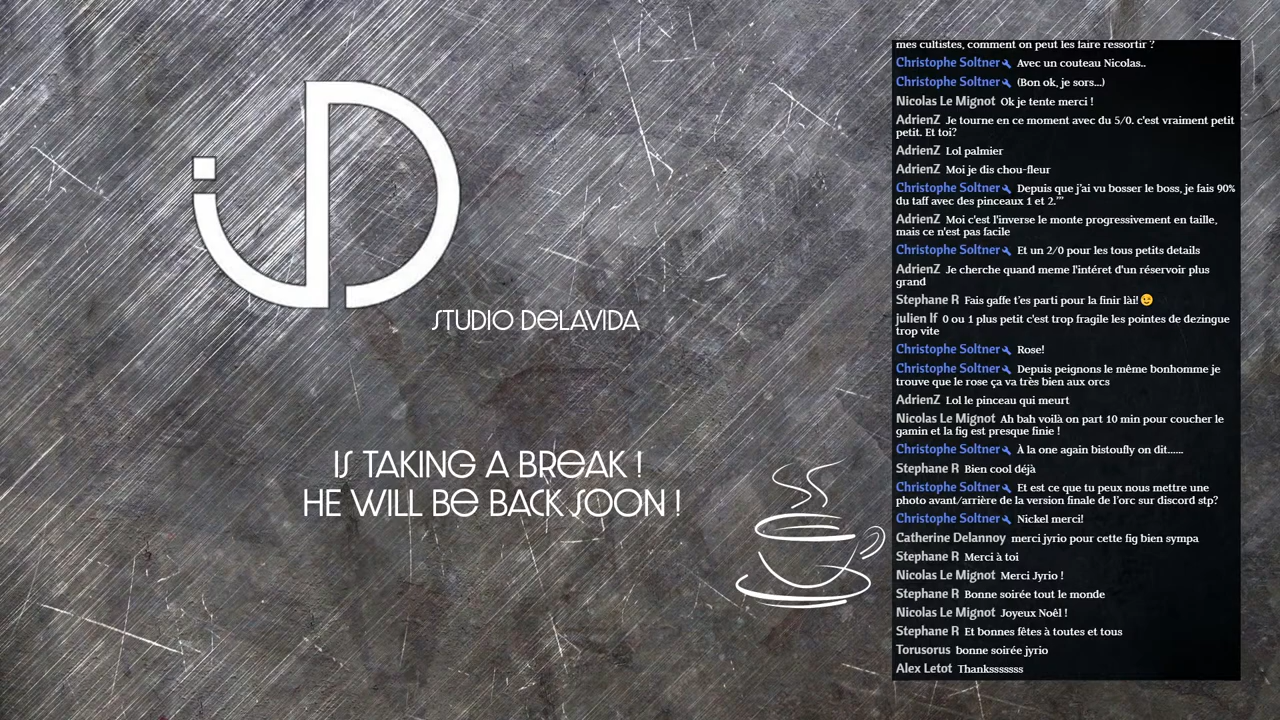 STUDIO DELAVIDA
IS TAKING A BREAK !
HE WILL BE BACK SOON !
mes cultistes, comment on peut les faire ressortir ?
Christophe Soltner Avec un couteau Nicolas..
Christophe Soltner (Bon ok, je sors...)
Nicolas Le Mignot Ok je tente merci !
AdrienZ Je tourne en ce moment avec du 5/0. c'est vraiment petit
petit. Et toi?
AdrienZ Lol palmier
AdrienZ Moi je dis chou-fleur
Christophe Soltner Depuis que j'ai vu bosser le boss, je fais 90%
du taff avec des pinceaux 1 et 2.'''
AdrienZ Moi c'est l'inverse le monte progressivement en taille,
mais ce n'est pas facile
Christophe Soltner Et un 2/0 pour les tous petits details
AdrienZ Je cherche quand meme l'intéret d'un réservoir plus
grand
Stephane R Fais gaffe t'es parti pour la finir lài! 😉
julien lf 0 ou 1 plus petit c'est trop fragile les pointes de dezingue
trop vite
Christophe Soltner Rose!
Christophe Soltner Depuis peignons le même bonhomme je
trouve que le rose ça va très bien aux orcs
AdrienZ Lol le pinceau qui meurt
Nicolas Le Mignot Ah bah voilà on part 10 min pour coucher le
gamin et la fig est presque finie !
Christophe Soltner À la one again bistoufly on dit......
Stephane R Bien cool déjà
Christophe Soltner Et est ce que tu peux nous mettre une
photo avant/arrière de la version finale de l'orc sur discord stp?
Christophe Soltner Nickel merci!
Catherine Delannoy merci jyrio pour cette fig bien sympa
Stephane R Merci à toi
Nicolas Le Mignot Merci Jyrio !
Stephane R Bonne soirée tout le monde
Nicolas Le Mignot Joyeux Noêl !
Stephane R Et bonnes fêtes à toutes et tous
Torusorus bonne soirée jyrio
Alex Letot Thanksssssss